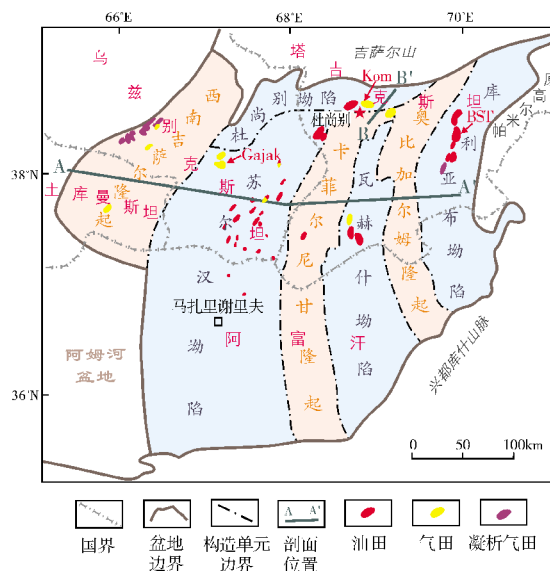 66°E
68°E
70°E
38°N
36°N
38°N
36°N
乌兹别克斯坦
塔吉克斯坦
吉萨尔山
帕米尔高原
土库曼斯坦
西南吉萨尔隆起
杜尚别坳陷
杜尚别
Kom
B'
B
BST
Gajak
A
A'
苏尔汉坳陷
卡菲尔尼甘隆起
瓦赫什坳陷
奥比加尔姆隆起
库利亚布坳陷
马扎里谢里夫
阿富汗
阿姆河
盆地
兴都库什山脉
0 50 100km
A A'
国界
盆地
边界
构造单元
边界
剖面
位置
油田
气田
凝析气田